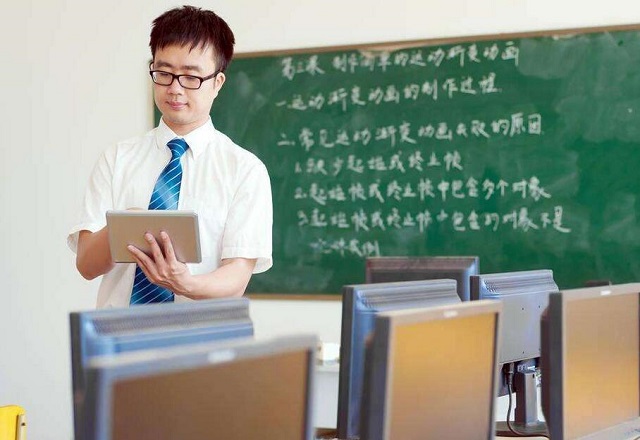 第三课 制作简单的运动渐变动画
一.运动渐变动画的制作过程
二.常见运动渐变动画失败的原因
1.缺少起始或终止帧
2.起始帧或终止帧中包含多个对象
3.起始帧或终止帧中包含的对象不是